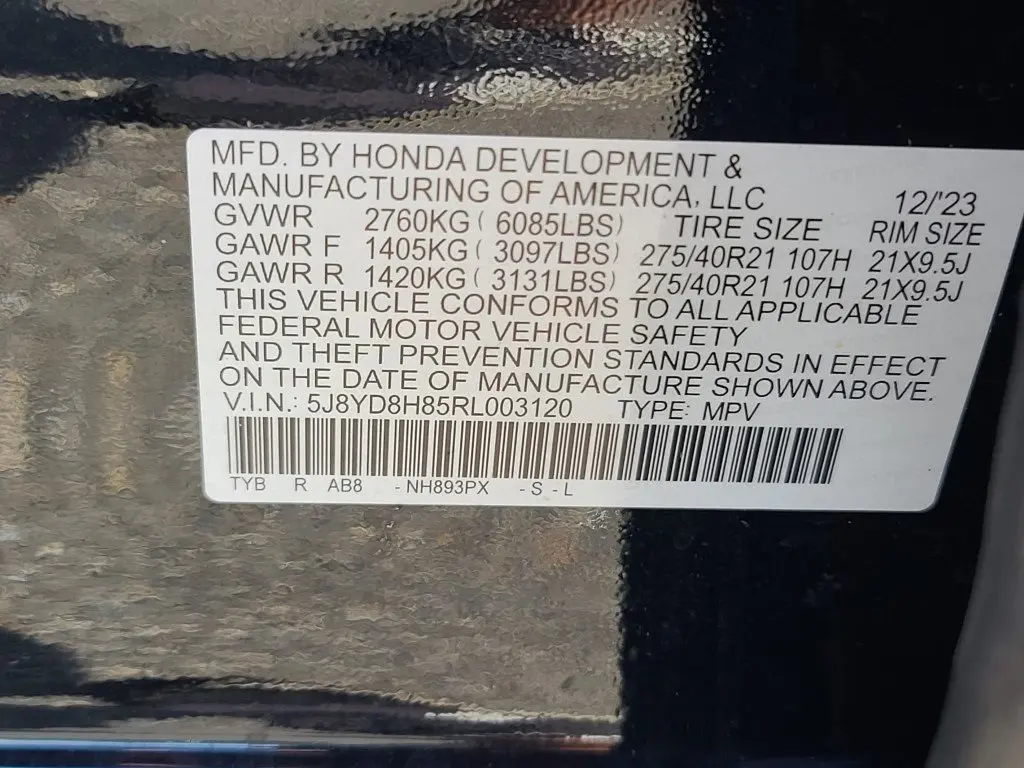 MFD. BY HONDA DEVELOPMENT &
MANUFACTURING OF AMERICA, LLC 12/'23
GVWR 2760KG ( 6085LBS) TIRE SIZE RIM SIZE
GAWR F 1405KG ( 3097LBS) 275/40R21 107H 21X9.5J
GAWR R 1420KG ( 3131LBS) 275/40R21 107H 21X9.5J
THIS VEHICLE CONFORMS TO ALL APPLICABLE
FEDERAL MOTOR VEHICLE SAFETY
AND THEFT PREVENTION STANDARDS IN EFFECT
ON THE DATE OF MANUFACTURE SHOWN ABOVE.
V.I.N.: 5J8YD8H85RL003120 TYPE: MPV
TYB R AB8 - NH893PX - S - L